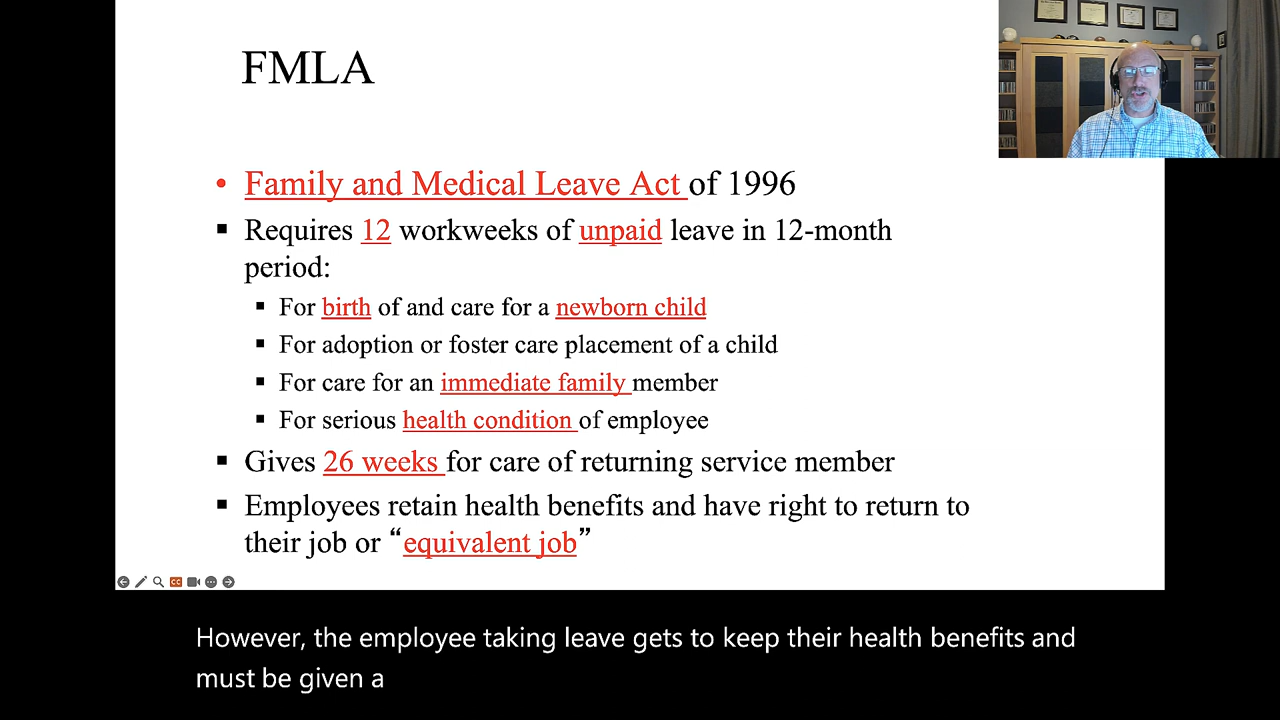 FMLA
• Family and Medical Leave Act of 1996
▪ Requires 12 workweeks of unpaid leave in 12-month
period:
▪ For birth of and care for a newborn child
▪ For adoption or foster care placement of a child
▪ For care for an immediate family member
▪ For serious health condition of employee
▪ Gives 26 weeks for care of returning service member
▪ Employees retain health benefits and have right to return to
their job or “equivalent job”
CC
However, the employee taking leave gets to keep their health benefits and
must be given a